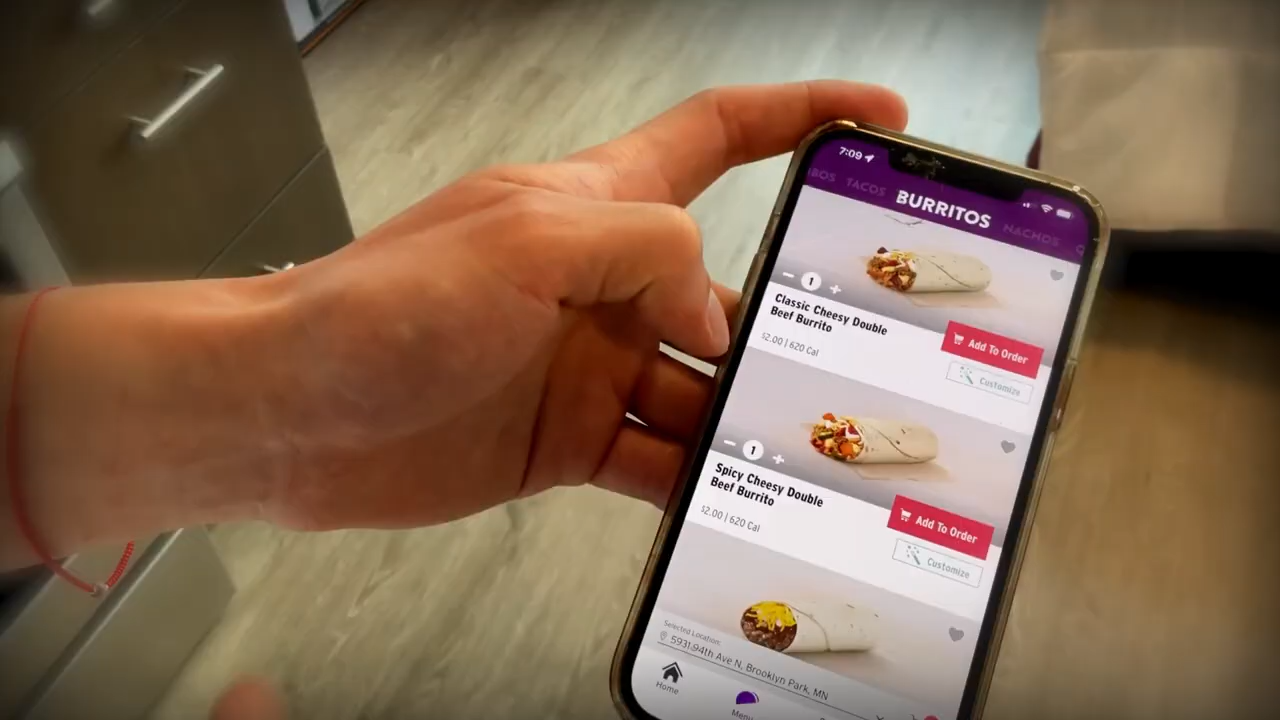 7:09
BOS TACOS BURRITOS NACHOS
1
Classic Cheesy Double
Beef Burrito
$2.00 | 620 Cal
Add To Order
Customize
1
Spicy Cheesy Double
Beef Burrito
$2.00 | 620 Cal
Add To Order
Customize
Selected Location:
5931 94th Ave N, Brooklyn Park, MN
Home
Menu